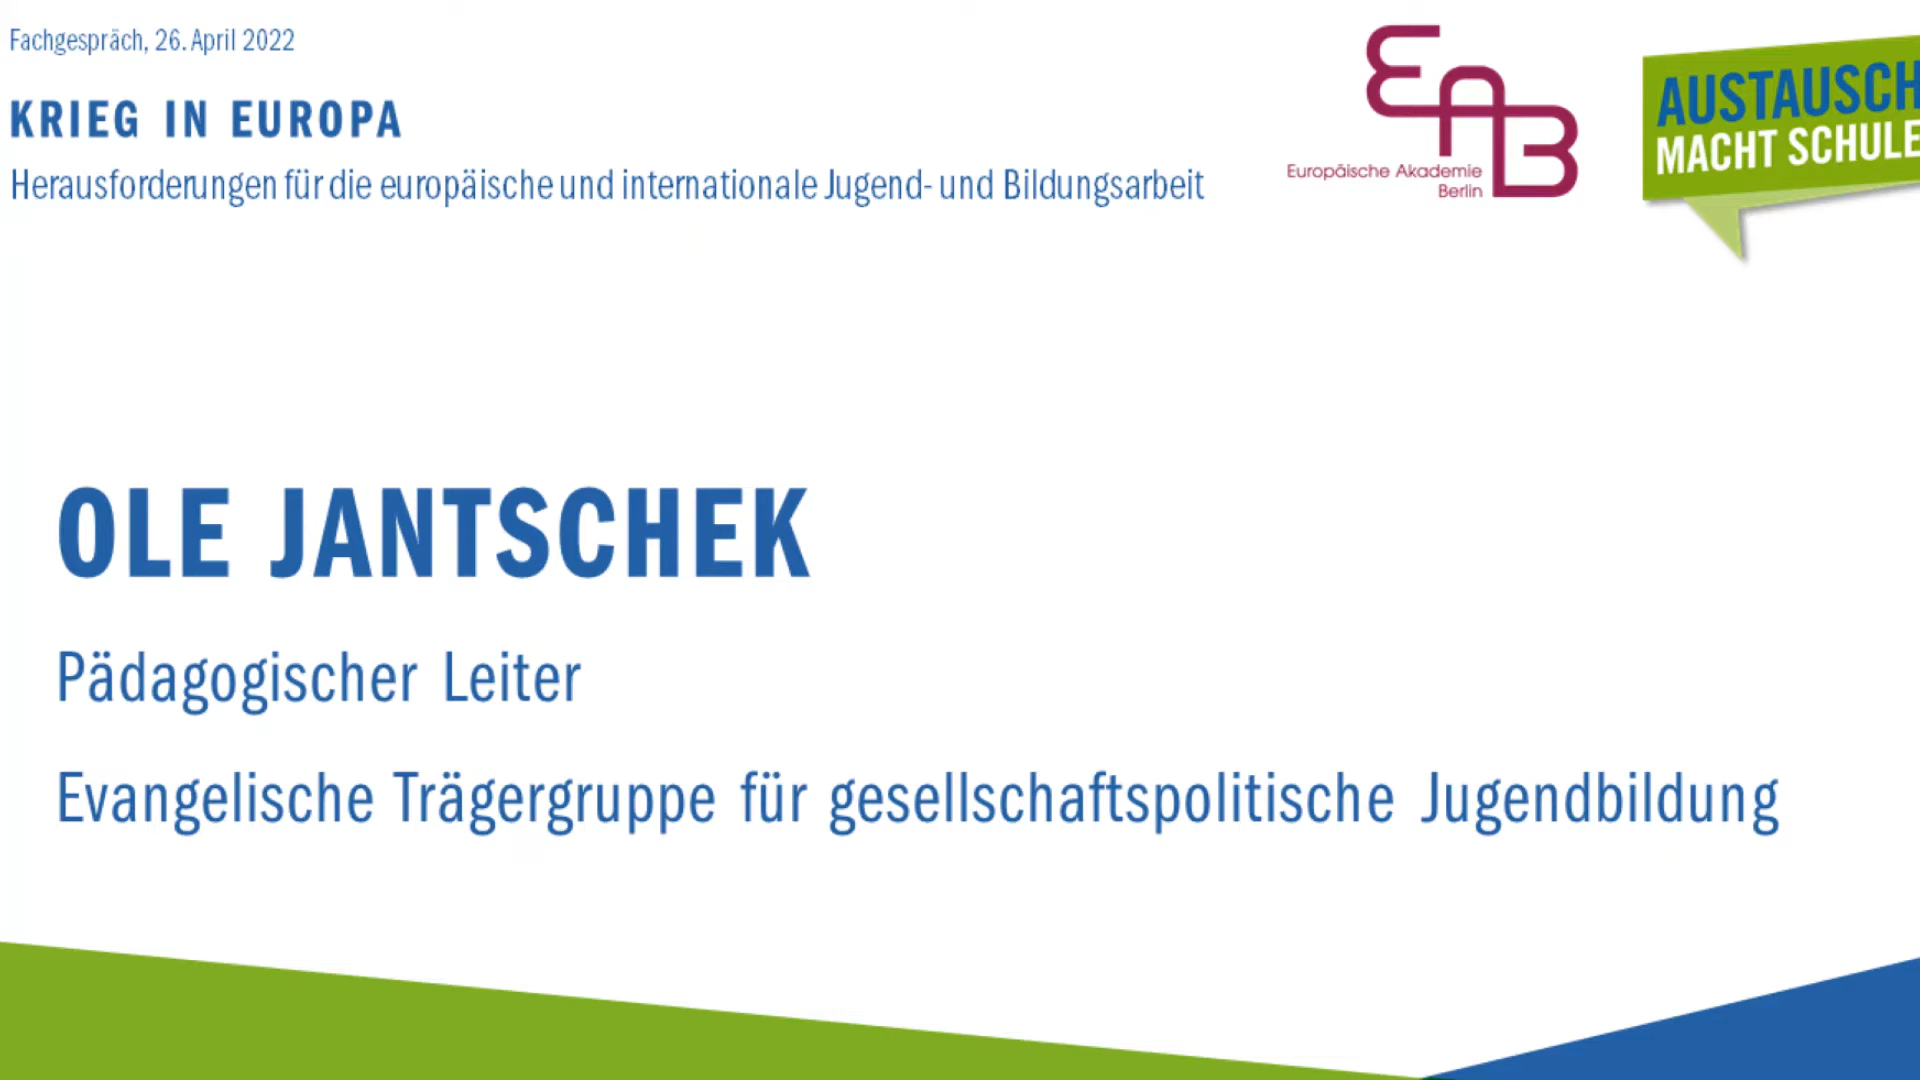 Fachgespräch, 26. April 2022
KRIEG IN EUROPA
Herausforderungen für die europäische und internationale Jugend- und Bildungsarbeit
EAB
Europäische Akademie
Berlin
AUSTAUSCH
MACHT SCHULE
OLE JANTSCHEK
Pädagogischer Leiter
Evangelische Trägergruppe für gesellschaftspolitische Jugendbildung